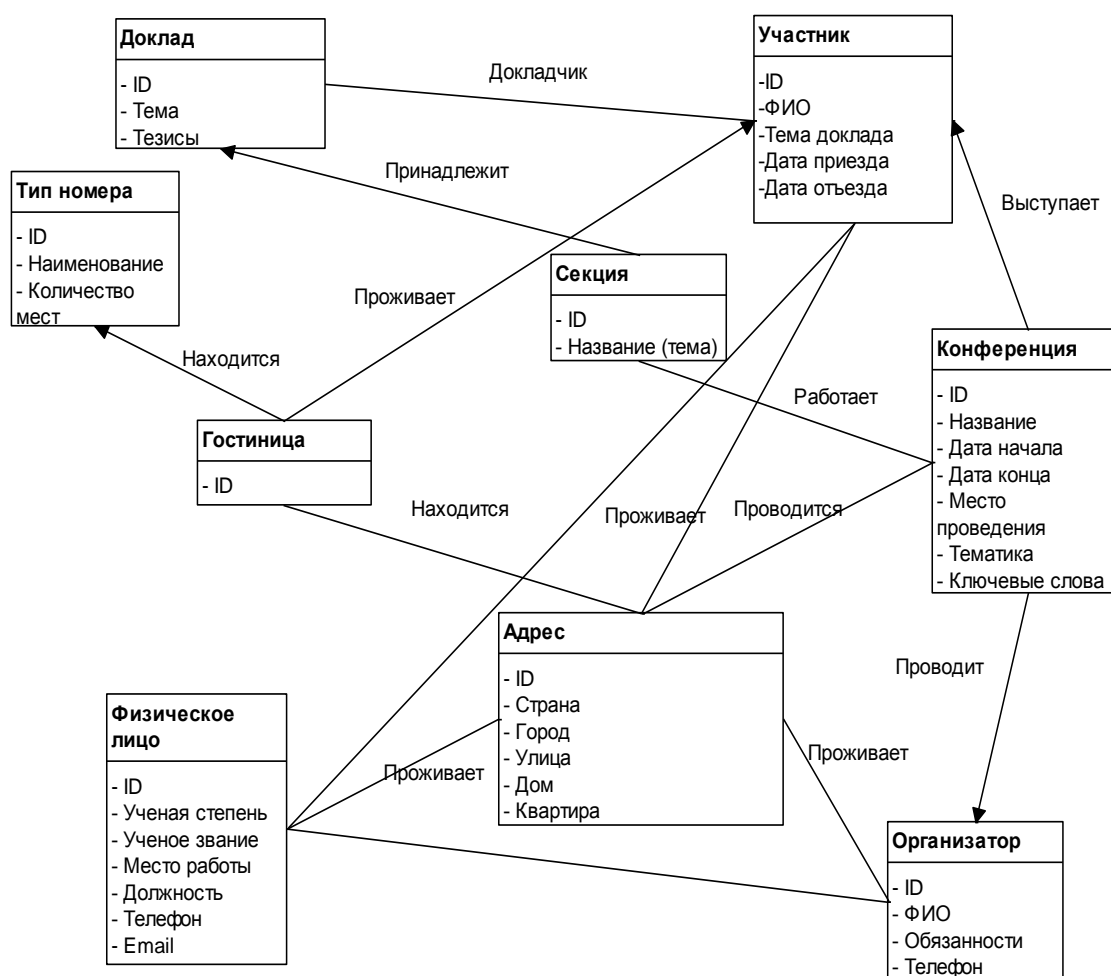 Доклад
- ID
- Тема
- Тезисы
Докладчик
Участник
-ID
-ФИО
-Тема доклада
-Дата приезда
-Дата отъезда
Принадлежит
Тип номера
- ID
- Наименование
- Количество
мест
Выступает
Проживает
Секция
- ID
- Название (тема)
Находится
Конференция
- ID
- Название
- Дата начала
- Дата конца
- Место
проведения
- Тематика
- Ключевые слова
Работает
Гостиница
- ID
Находится
Проживает
Проводится
Адрес
- ID
- Страна
- Город
- Улица
- Дом
- Квартира
Проводит
Физическое
лицо
- ID
- Ученая степень
- Ученое звание
- Место работы
- Должность
- Телефон
- Email
Проживает
Проживает
Организатор
- ID
- ФИО
- Обязанности
- Телефон